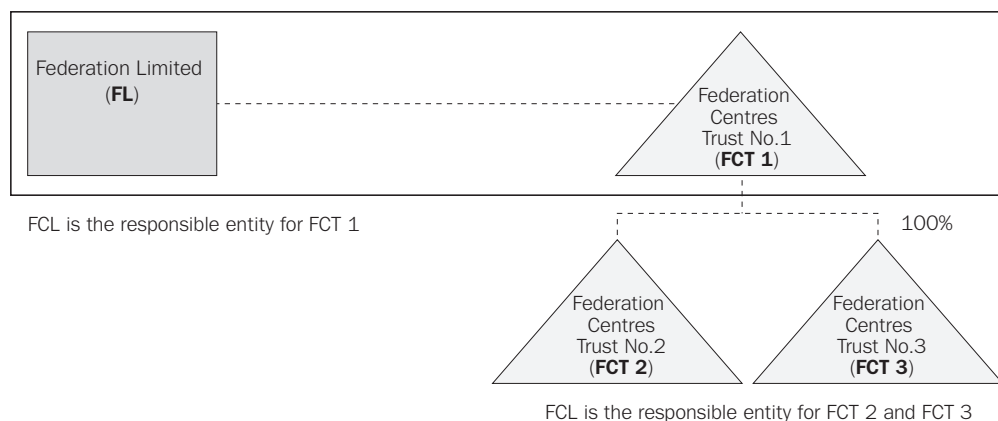 Federation Limited
(FL)
Federation
Centres
Trust No.1
(FCT 1)
FCL is the responsible entity for FCT 1
100%
Federation
Centres
Trust No.2
(FCT 2)
Federation
Centres
Trust No.3
(FCT 3)
FCL is the responsible entity for FCT 2 and FCT 3